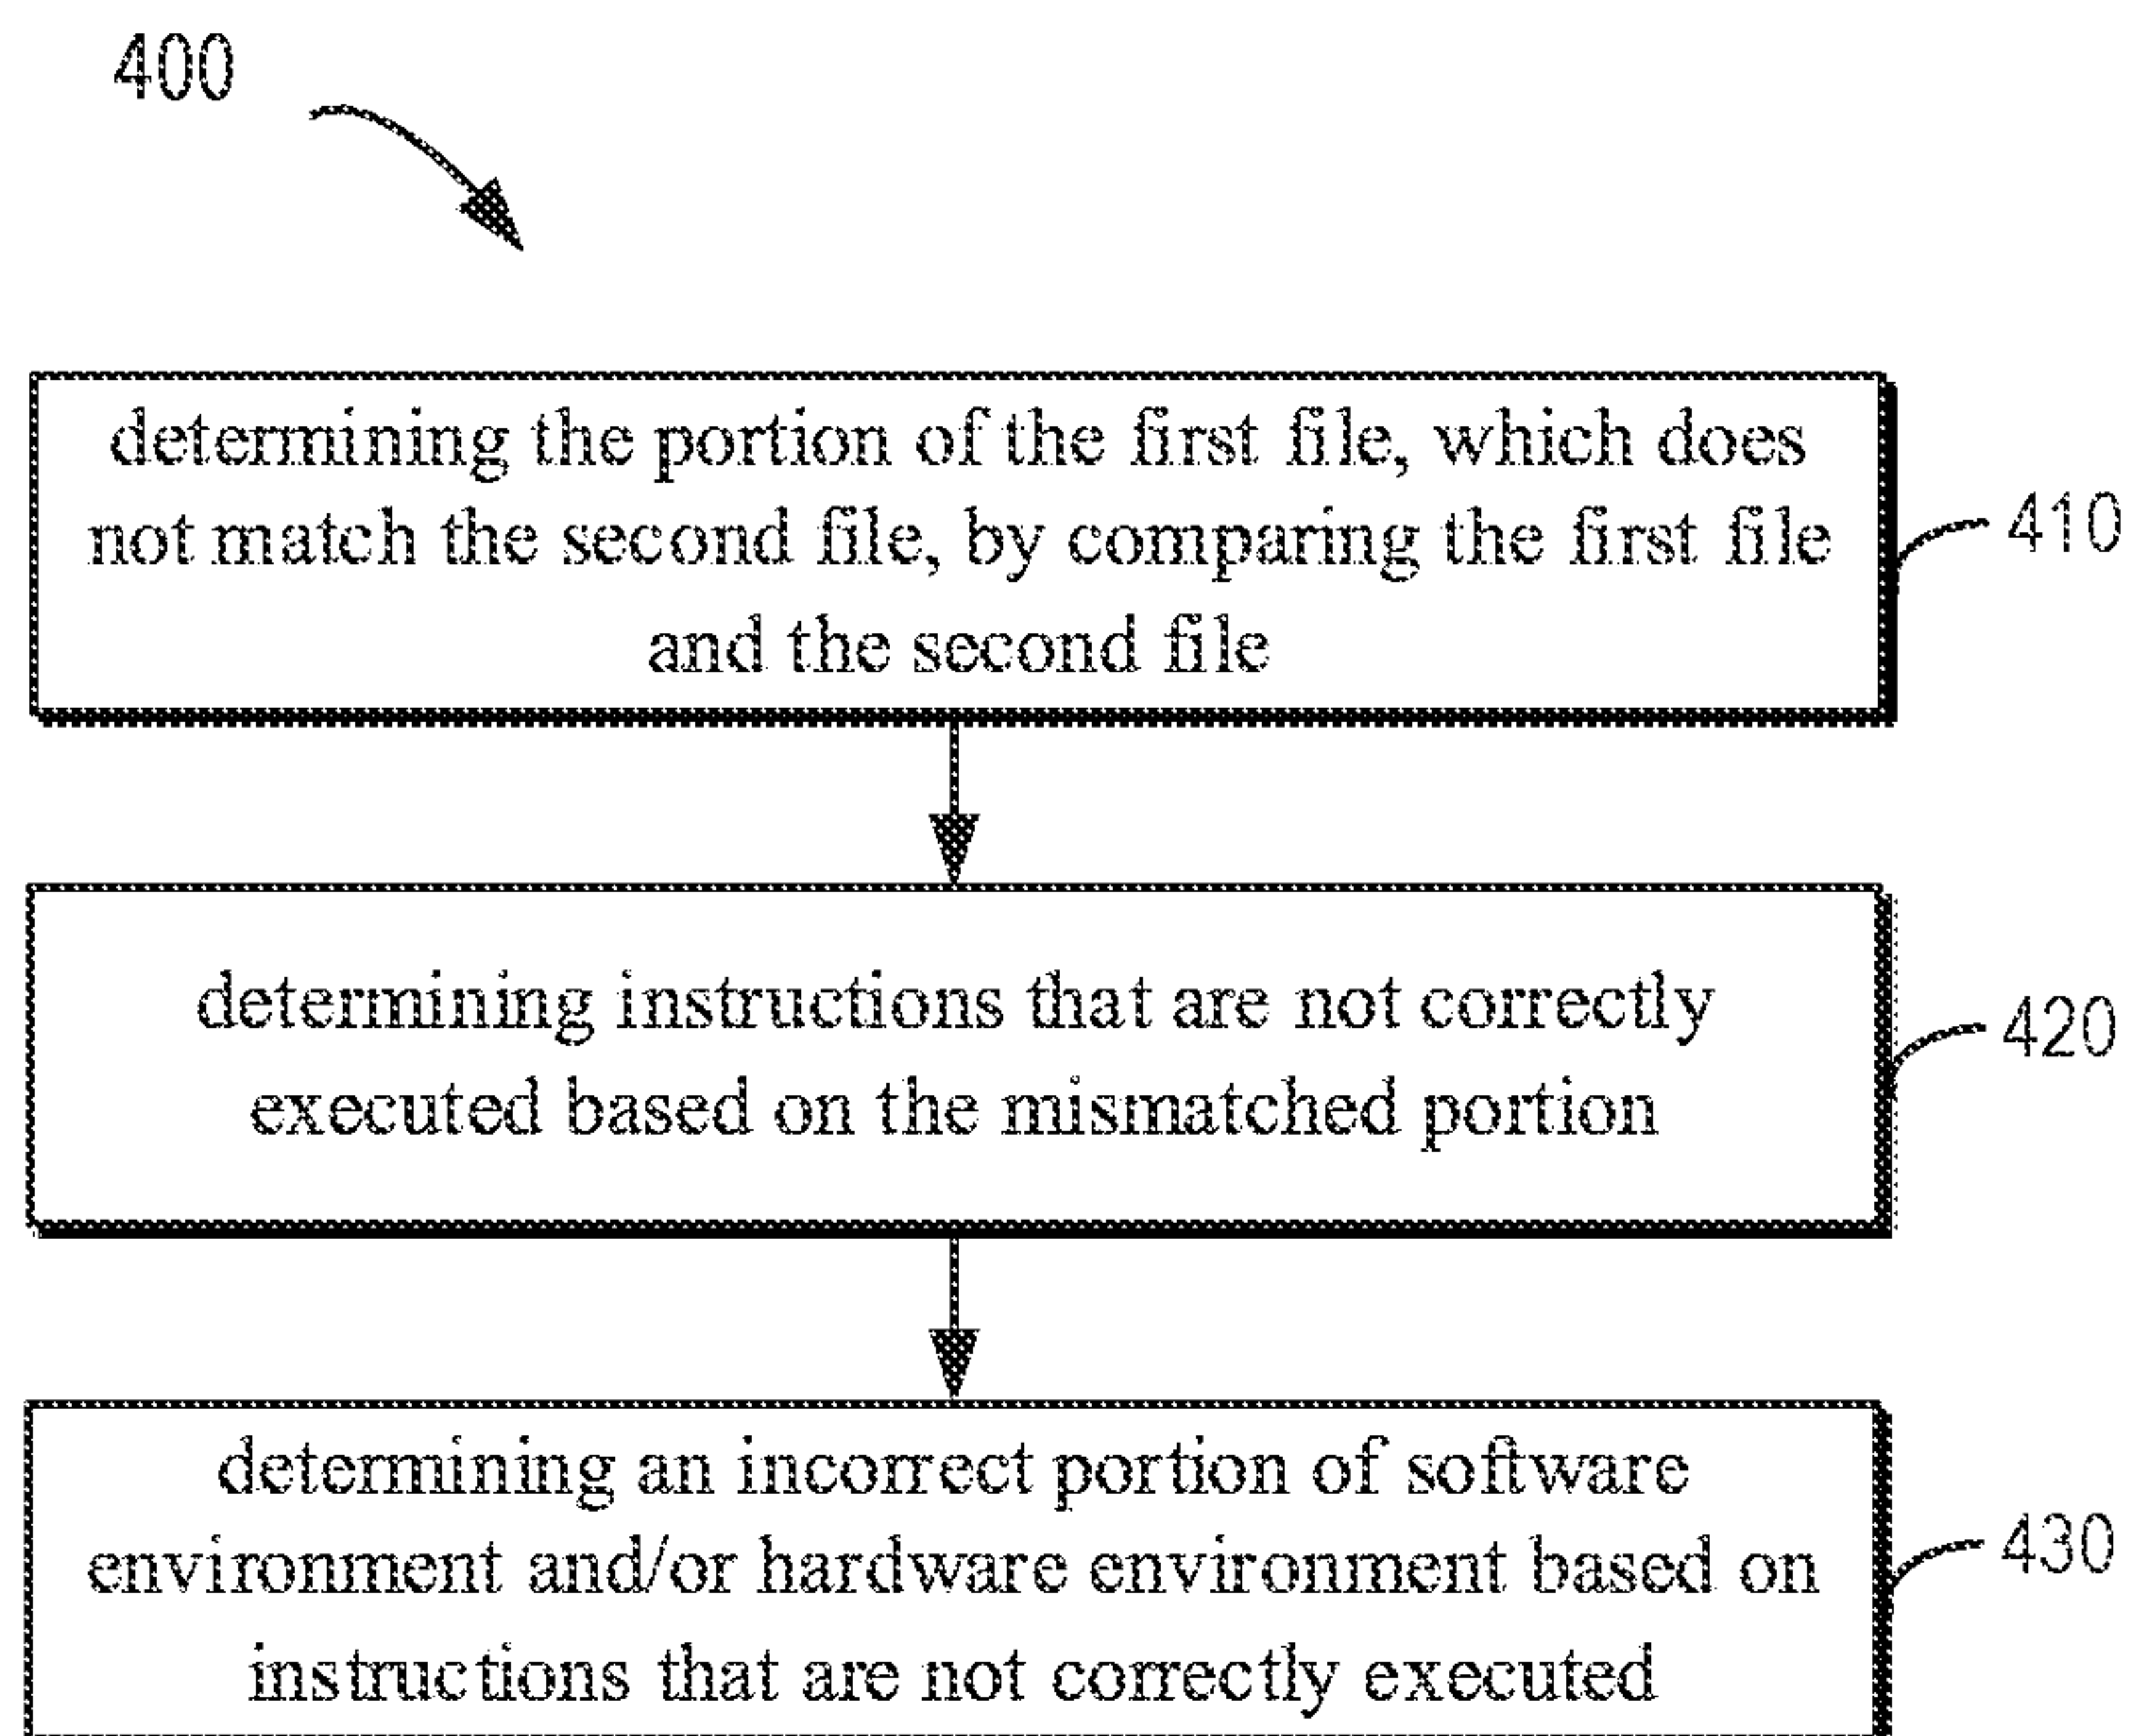 400
determining the portion of the first file, which does
not match the second file, by comparing the first file
and the second file
410
determining instructions that are not correctly
executed based on the mismatched portion
420
determining an incorrect portion of software
environment and/or hardware environment based on
instructions that are not correctly executed
430